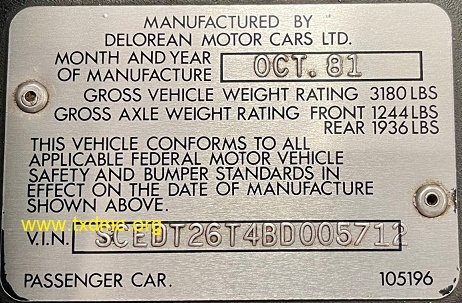 MANUFACTURED BY
DELOREAN MOTOR CARS LTD.
MONTH AND YEAR
OF MANUFACTURE OCT. 81
GROSS VEHICLE WEIGHT RATING 3180 LBS
GROSS AXLE WEIGHT RATING FRONT 1244 LBS
REAR 1936 LBS
THIS VEHICLE CONFORMS TO ALL
APPLICABLE FEDERAL MOTOR VEHICLE
SAFETY AND BUMPER STANDARDS IN
EFFECT ON THE DATE OF MANUFACTURE
SHOWN ABOVE.
www.txdmc.org
V.I.N. SCEDT26T4BD005712
PASSENGER CAR. 105196